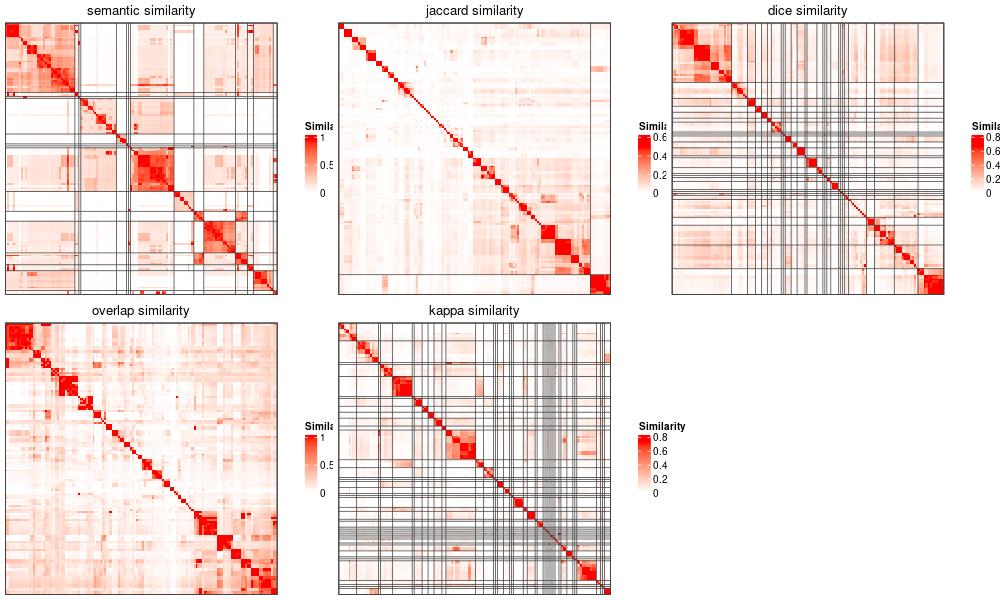 semantic similarity
Simila
1
0.5
0
jaccard similarity
Simila
0.6
0.4
0.2
0
dice similarity
Simila
0.8
0.6
0.4
0.2
0
overlap similarity
Simila
1
0.5
0
kappa similarity
Similarity
0.8
0.6
0.4
0.2
0